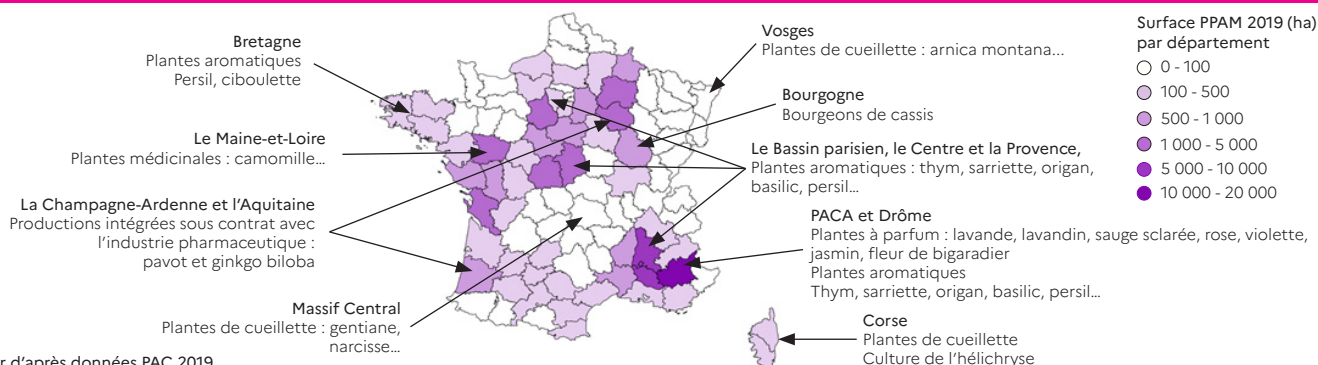 Bretagne
Plantes aromatiques
Persil, ciboulette
Le Maine-et-Loire
Plantes médicinales : camomille...
La Champagne-Ardenne et l'Aquitaine
Productions intégrées sous contrat avec
l'industrie pharmaceutique :
pavot et ginkgo biloba
Massif Central
Plantes de cueillette : gentiane,
narcisse...
Vosges
Plantes de cueillette : arnica montana...
Bourgogne
Bourgeons de cassis
Le Bassin parisien, le Centre et la Provence,
Plantes aromatiques : thym, sarriette, origan,
basilic, persil...
PACA et Drôme
Plantes à parfum : lavande, lavandin, sauge sclarée, rose, violette,
jasmin, fleur de bigaradier
Plantes aromatiques
Thym, sarriette, origan, basilic, persil...
Corse
Plantes de cueillette
Culture de l'hélichryse
Surface PPAM 2019 (ha)
par département
0 - 100
100 - 500
500 - 1 000
1 000 - 5 000
5 000 - 10 000
10 000 - 20 000
r d'après données PAC 2019